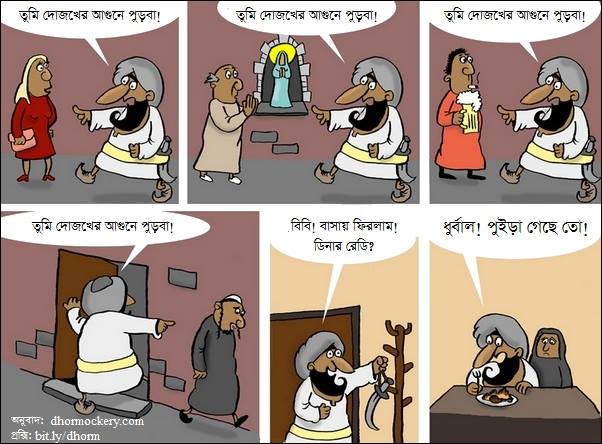 তুমি দোজখের আগুনে পুড়বা!
তুমি দোজখের আগুনে পুড়বা!
তুমি দোজখের আগুনে পুড়বা!
তুমি দোজখের আগুনে পুড়বা!
বিবি! বাসায় ফিরলাম!
ডিনার রেডি?
ধুর্বাল! পুইড়া গেছে তো!
অনুবাদ: dhormockery.com
প্রক্সি: bit.ly/dhorm